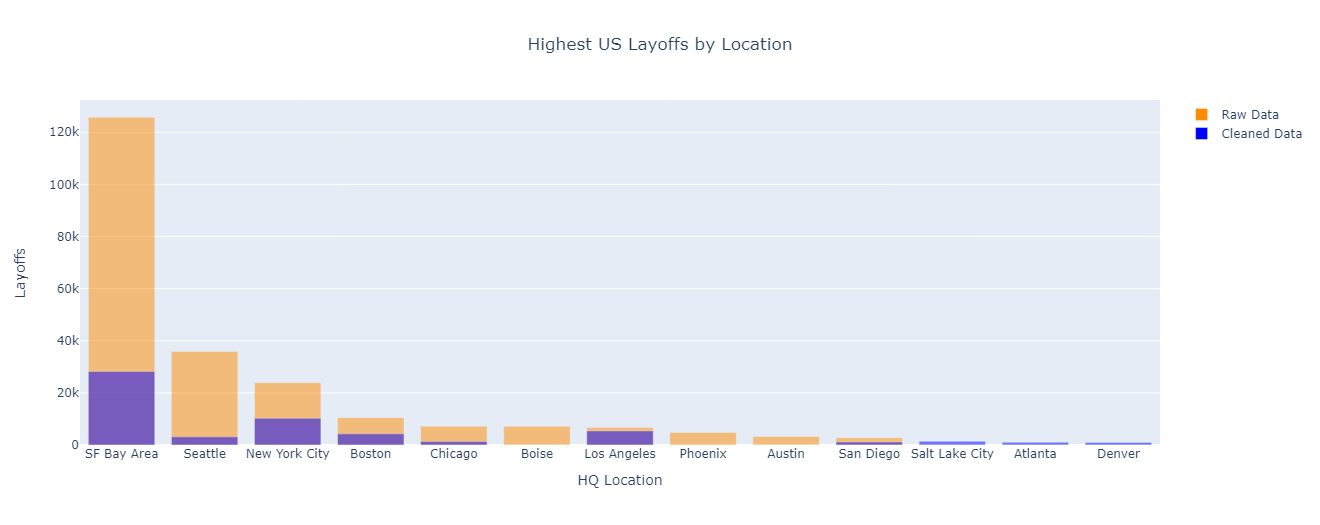 Highest US Layoffs by Location
Raw Data
Cleaned Data
Layoffs
120k
100k
80k
60k
40k
20k
0
SF Bay Area Seattle New York City Boston Chicago Boise Los Angeles Phoenix Austin San Diego Salt Lake City Atlanta Denver
HQ Location